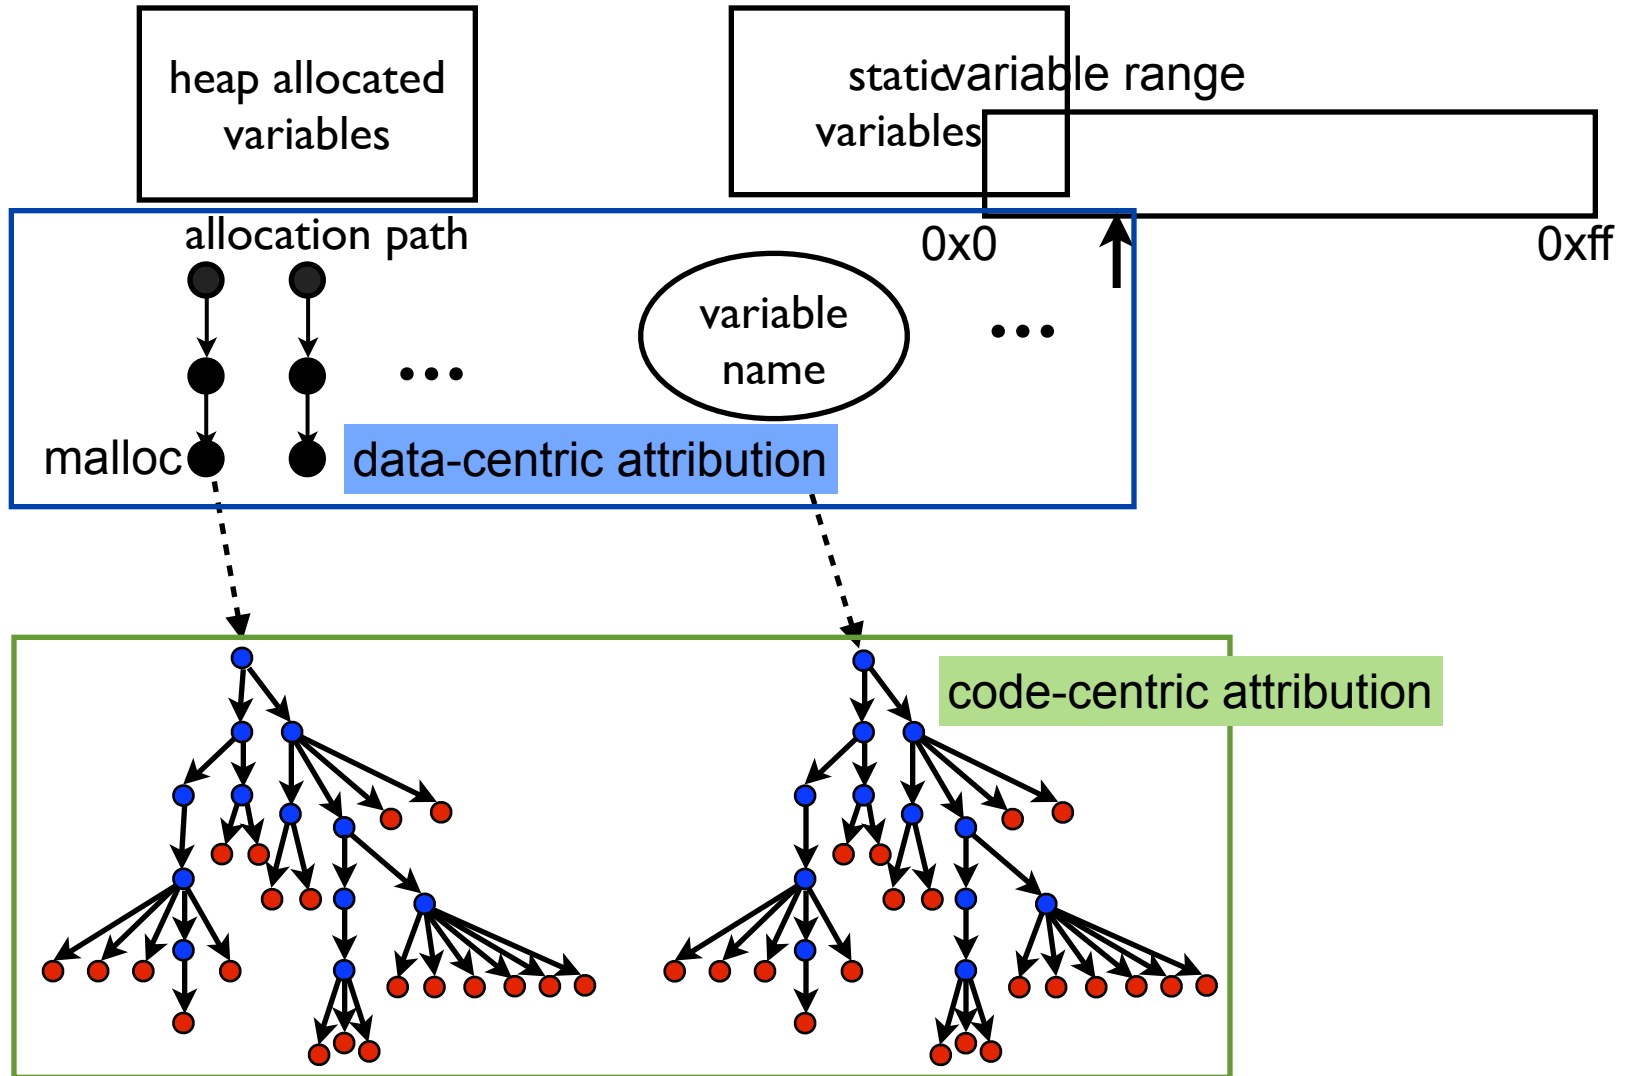 heap allocated
variables
static
variables
variable range
0x0
0xff
allocation path
variable
name
...
...
malloc
data-centric attribution
code-centric attribution